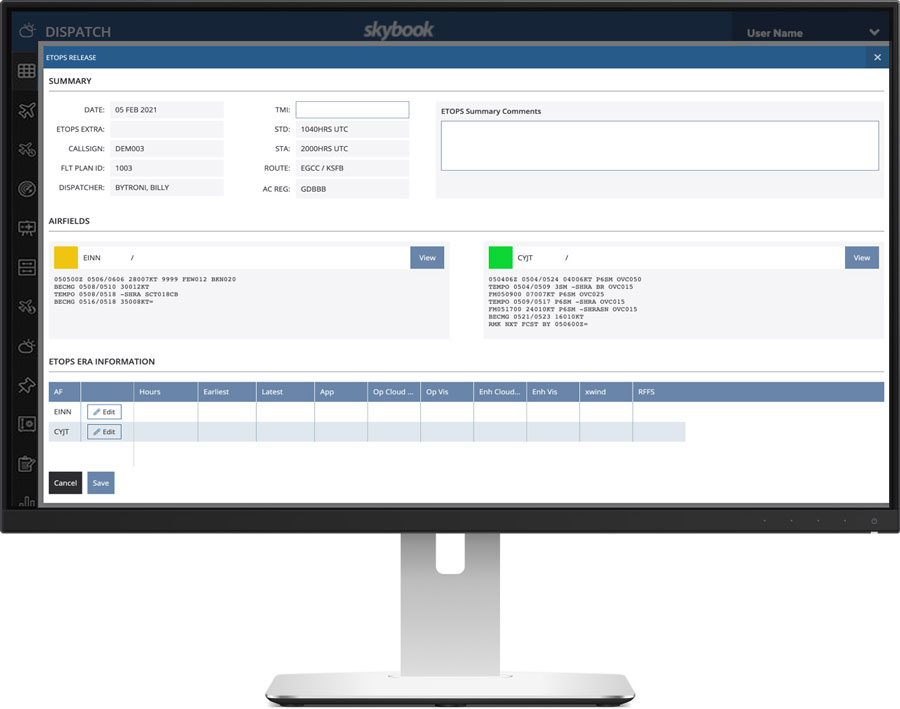 DISPATCH
skybook
User Name
ETOPS RELEASE
SUMMARY
DATE: 05 FEB 2021
TMI:
ETOPS Summary Comments
ETOPS EXTRA:
STD: 1040HRS UTC
CALLSIGN: DEM003
STA: 2000HRS UTC
FLT PLAN ID: 1003
ROUTE: EGCC / KSFB
DISPATCHER: BYTRONI, BILLY
AC REG: GDBBB
AIRFIELDS
EINN / View
050500Z 0506/0606 28007KT 9999 FEW012 BKN020
BECMG 0508/0510 30012KT
TEMPO 0508/0518 -SHRA SCT018CB
BECMG 0516/0518 35008KT=
CYJT / View
050406Z 0504/0524 04006KT P6SM OVC050
TEMPO 0504/0509 3SM -SHRA BR OVC015
FM050900 07007KT P6SM OVC025
TEMPO 0509/0517 P6SM -SHRA OVC015
FM051700 24010KT P6SM -SHRASN OVC015
BECMG 0521/0523 16010KT
RMK NXT FCST BY 050600Z=
ETOPS ERA INFORMATION
AF Hours Earliest Latest App Op Cloud ... Op Vis Enh Cloud... Enh Vis xwind RFFS
EINN Edit
CYJT Edit
Cancel Save